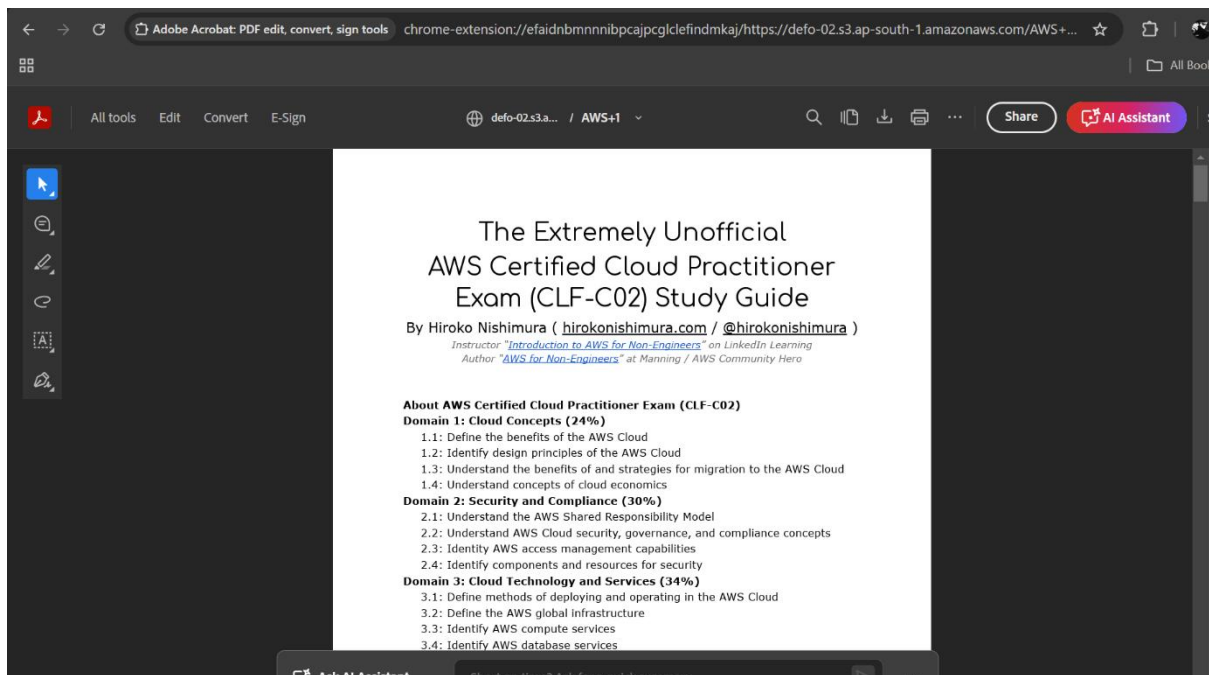 Adobe Acrobat: PDF edit, convert, sign tools chrome-extension://efaidnbmnnnibpcajpcglclefindmkaj/https://defo-02.s3.ap-south-1.amazonaws.com/AWS+...
All Boo
All tools Edit Convert E-Sign defo-02.s3.a... / AWS+1 Share AI Assistant
The Extremely Unofficial
AWS Certified Cloud Practitioner
Exam (CLF-C02) Study Guide
By Hiroko Nishimura ( hirokonishimura.com / @hirokonishimura )
Instructor "Introduction to AWS for Non-Engineers" on LinkedIn Learning
Author "AWS for Non-Engineers" at Manning / AWS Community Hero
About AWS Certified Cloud Practitioner Exam (CLF-C02)
Domain 1: Cloud Concepts (24%)
1.1: Define the benefits of the AWS Cloud
1.2: Identify design principles of the AWS Cloud
1.3: Understand the benefits of and strategies for migration to the AWS Cloud
1.4: Understand concepts of cloud economics
Domain 2: Security and Compliance (30%)
2.1: Understand the AWS Shared Responsibility Model
2.2: Understand AWS Cloud security, governance, and compliance concepts
2.3: Identity AWS access management capabilities
2.4: Identify components and resources for security
Domain 3: Cloud Technology and Services (34%)
3.1: Define methods of deploying and operating in the AWS Cloud
3.2: Define the AWS global infrastructure
3.3: Identify AWS compute services
3.4: Identify AWS database services
Ask AI Assistant